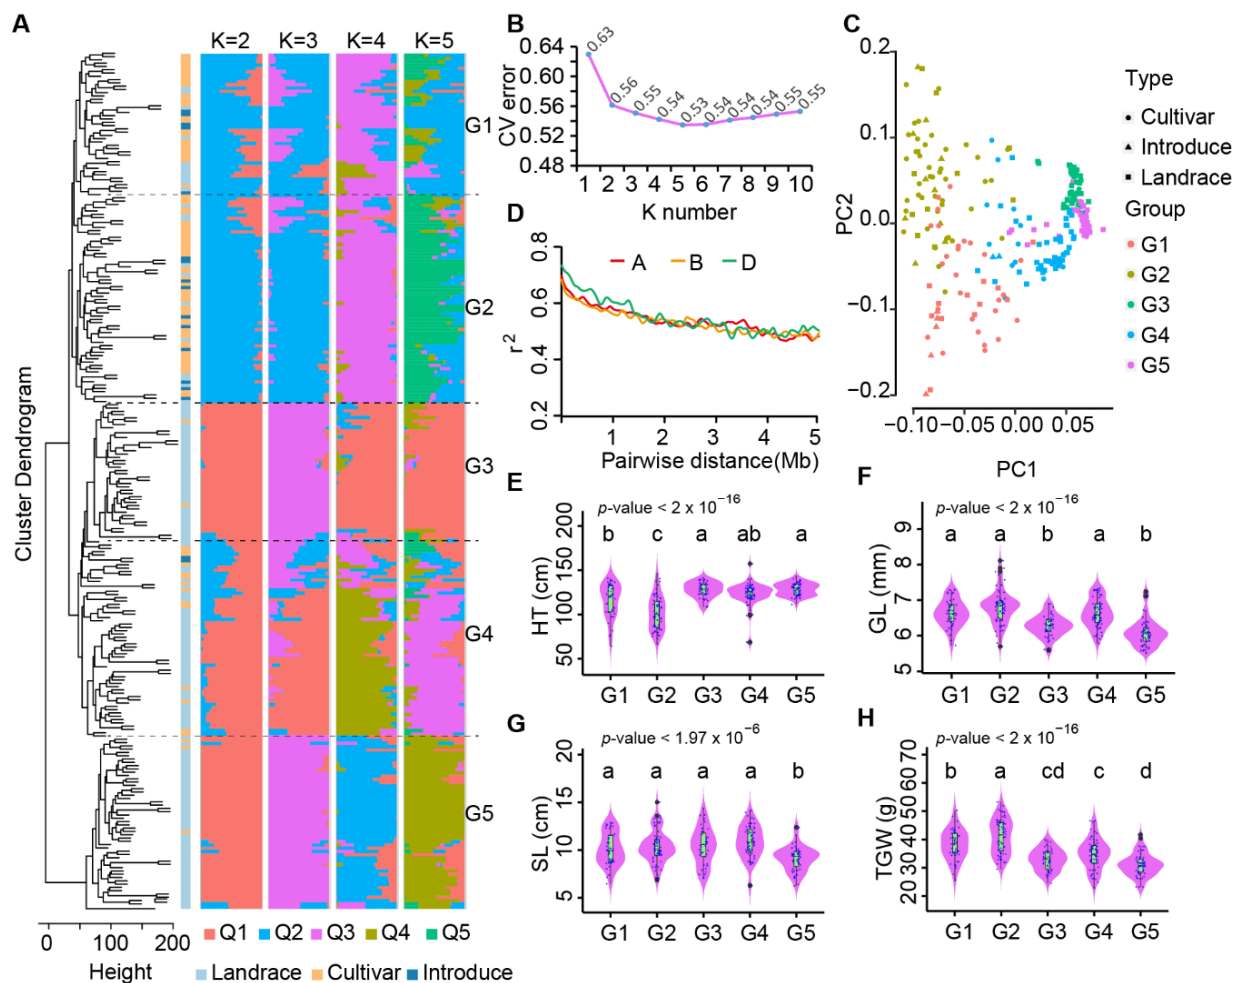 A
K=2 K=3 K=4 K=5
G1
G2
G3
G4
G5
Cluster Dendrogram
0 100 200
Height
Q1 Q2 Q3 Q4 Q5
Landrace Cultivar Introduce
B
0.64
0.60
0.56
0.52
0.48
CV error
0.63
0.56
0.55
0.54
0.53
0.54
0.54
0.54
0.55
0.55
1 2 3 4 5 6 7 8 9 10
K number
C
0.2
0.1
0.0
−0.1
−0.2
PC2
−0.10 −0.05 0.00 0.05
PC1
Type
Cultivar
Introduce
Landrace
Group
G1
G2
G3
G4
G5
D
0.8
0.6
0.4
0.2
r²
A B D
1 2 3 4 5
Pairwise distance(Mb)
E
p-value < 2 x 10⁻¹⁶
b c a ab a
200
150
100
50
HT (cm)
G1 G2 G3 G4 G5
F
p-value < 2 x 10⁻¹⁶
a a b a b
9
8
7
6
5
GL (mm)
G1 G2 G3 G4 G5
G
p-value < 1.97 x 10⁻⁶
a a a a b
20
15
10
5
SL (cm)
G1 G2 G3 G4 G5
H
p-value < 2 x 10⁻¹⁶
b a cd c d
70
60
50
40
30
20
TGW (g)
G1 G2 G3 G4 G5